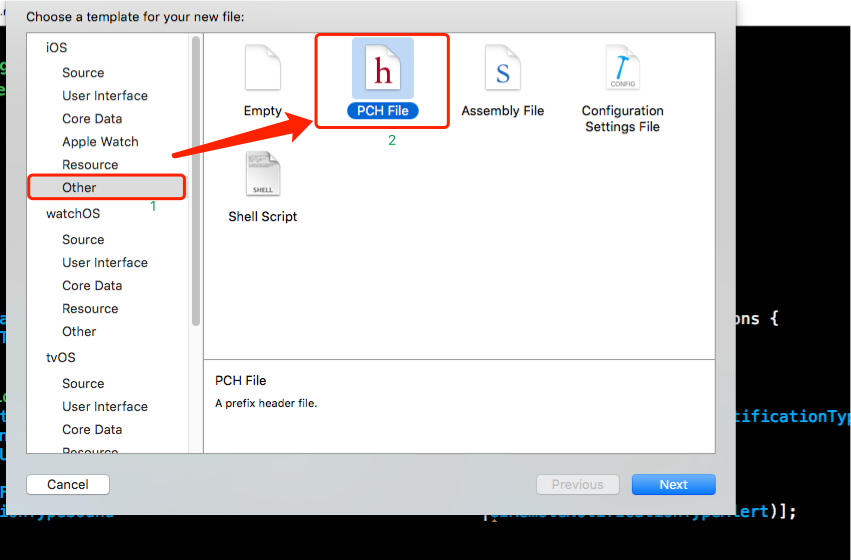 Choose a template for your new file:
iOS
Source
User Interface
Core Data
Apple Watch
Resource
Other
1
watchOS
Source
User Interface
Core Data
Resource
Other
tvOS
Source
User Interface
Core Data
Resource
Empty
h
PCH File
2
S
Assembly File
CONFIG
Configuration
Settings File
SHELL
Shell Script
PCH File
A prefix header file.
Cancel
Previous
Next
ons {
tificationTyp
lert)];